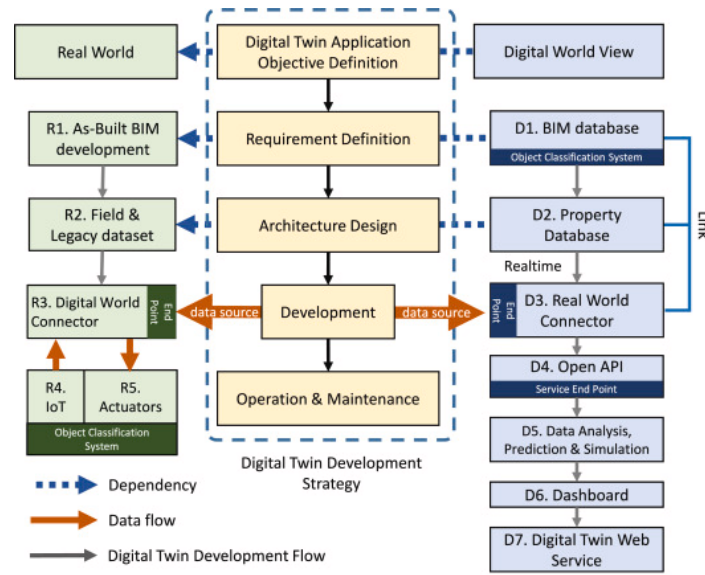 Real World
Digital Twin Application
Objective Definition
Digital World View
R1. As-Built BIM
development
Requirement Definition
D1. BIM database
Object Classification System
R2. Field &
Legacy dataset
Architecture Design
D2. Property
Database
Link
Realtime
R3. Digital World
Connector
End
Point
data source
Development
data source
End
Point
D3. Real World
Connector
R4.
IoT
R5.
Actuators
Object Classification
System
Operation & Maintenance
D4. Open API
Service End Point
D5. Data Analysis,
Prediction & Simulation
Digital Twin Development
Strategy
Dependency
D6. Dashboard
Data flow
Digital Twin Development Flow
D7. Digital Twin Web
Service